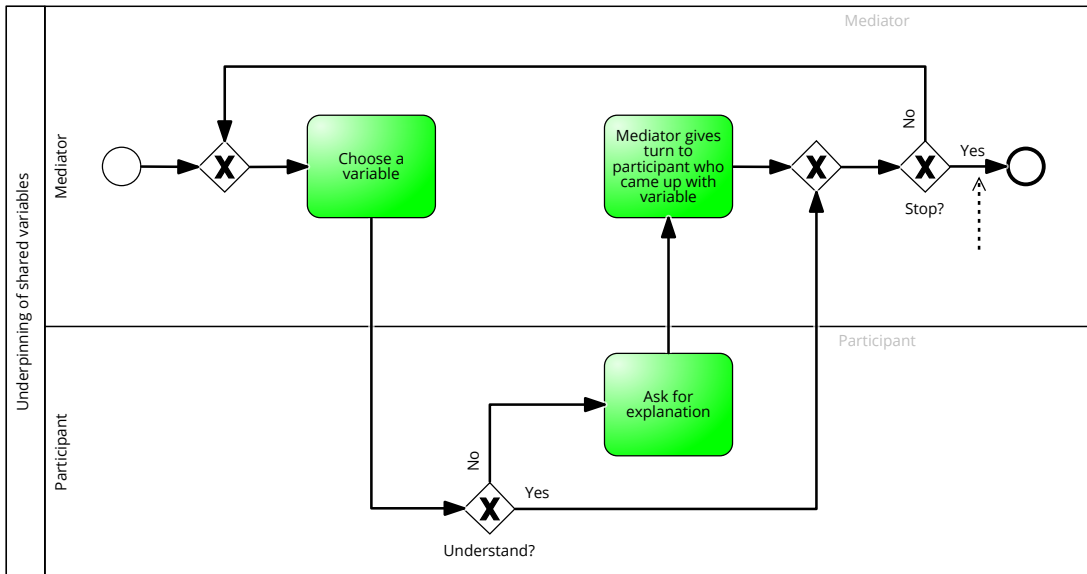 Mediator
Underpinning of shared variables
Mediator
Choose a
variable
Mediator gives
turn to
participant who
came up with
variable
No
Yes
Stop?
Participant
Participant
Ask for
explanation
No
Yes
Understand?